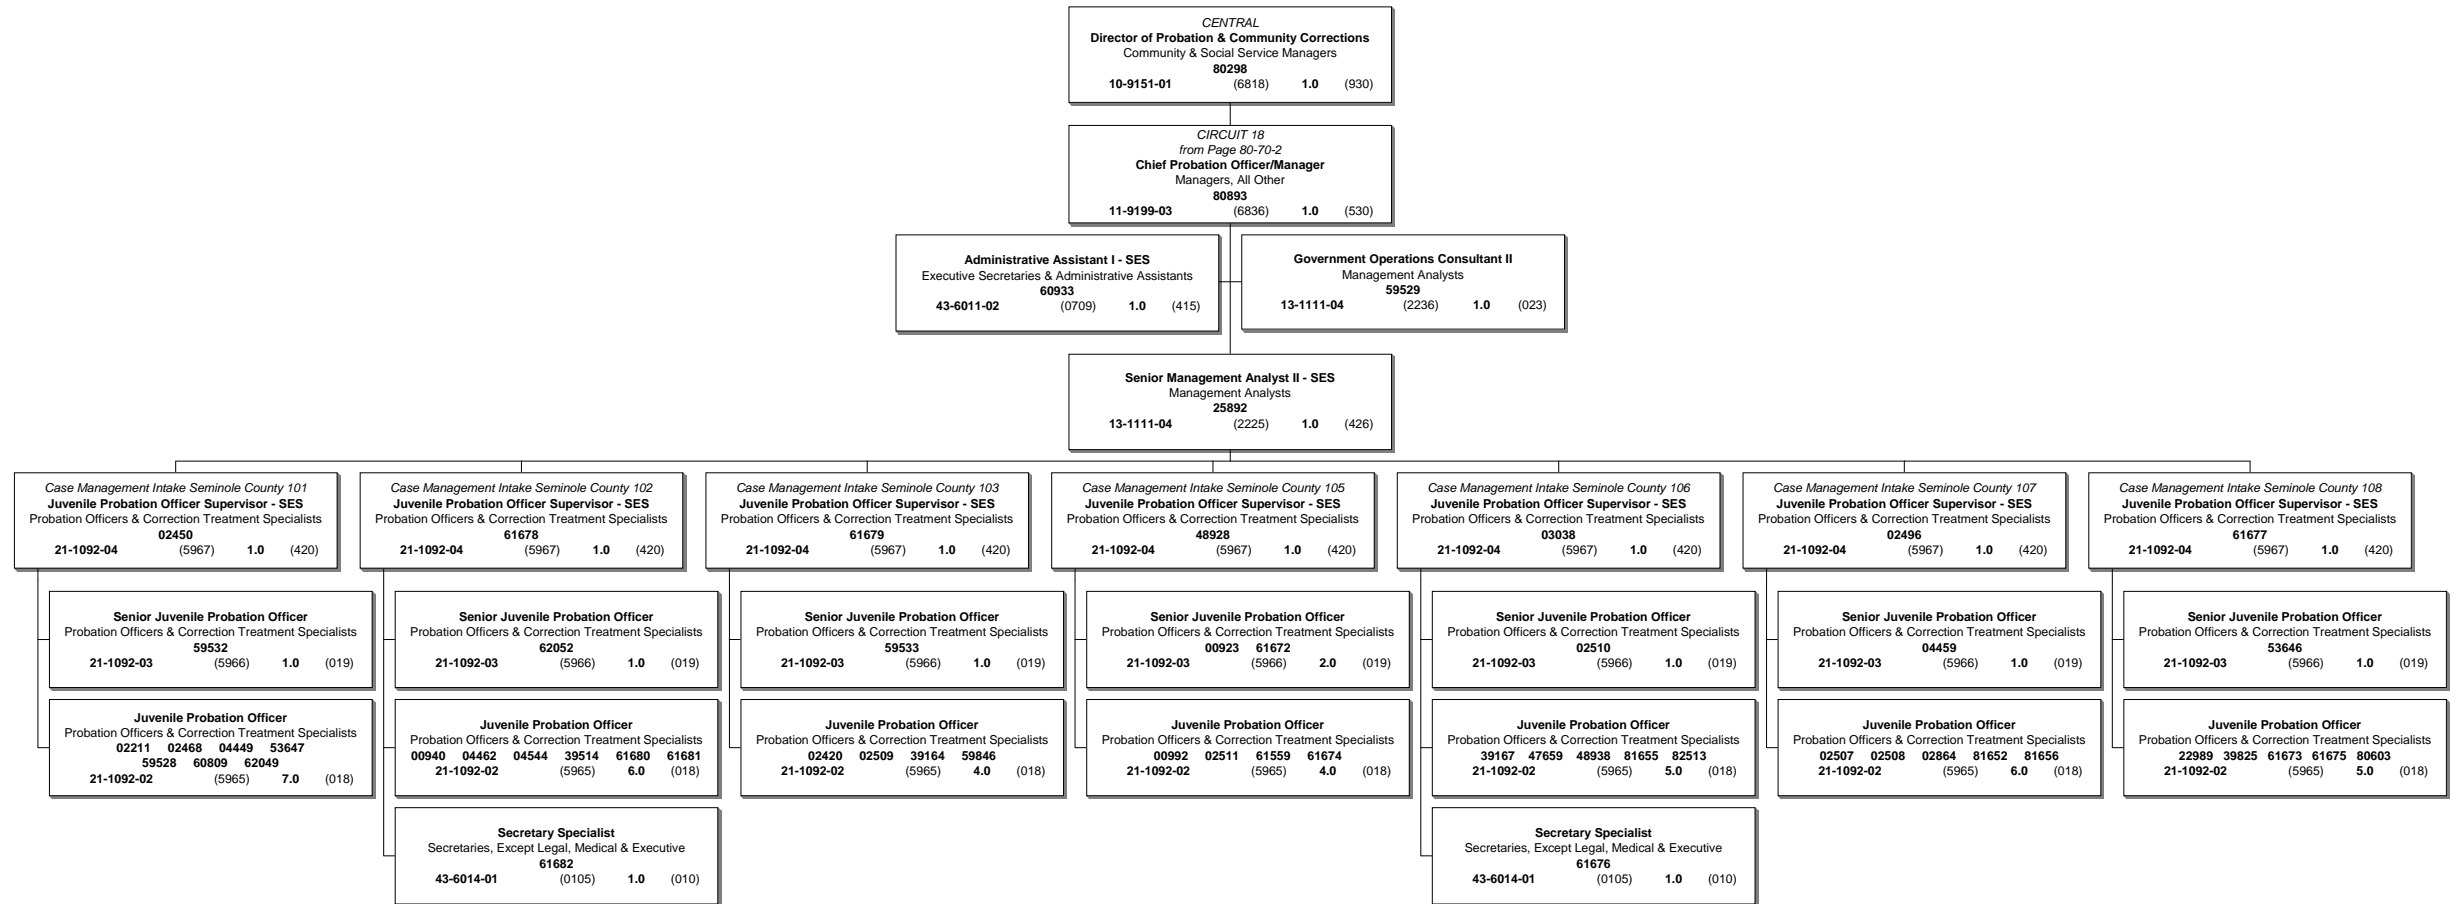 CENTRAL
Director of Probation & Community Corrections
Community & Social Service Managers
80298
10-9151-01 (6818) 1.0 (930)
CIRCUIT 18
from Page 80-70-2
Chief Probation Officer/Manager
Managers, All Other
80893
11-9199-03 (6836) 1.0 (530)
Administrative Assistant I - SES
Executive Secretaries & Administrative Assistants
60933
43-6011-02 (0709) 1.0 (415)
Government Operations Consultant II
Management Analysts
59529
13-1111-04 (2236) 1.0 (023)
Senior Management Analyst II - SES
Management Analysts
25892
13-1111-04 (2225) 1.0 (426)
Case Management Intake Seminole County 101
Juvenile Probation Officer Supervisor - SES
Probation Officers & Correction Treatment Specialists
02450
21-1092-04 (5967) 1.0 (420)
Senior Juvenile Probation Officer
Probation Officers & Correction Treatment Specialists
59532
21-1092-03 (5966) 1.0 (019)
Juvenile Probation Officer
Probation Officers & Correction Treatment Specialists
02211 02468 04449 53647
59528 60809 62049
21-1092-02 (5965) 7.0 (018)
Case Management Intake Seminole County 102
Juvenile Probation Officer Supervisor - SES
Probation Officers & Correction Treatment Specialists
61678
21-1092-04 (5967) 1.0 (420)
Senior Juvenile Probation Officer
Probation Officers & Correction Treatment Specialists
62052
21-1092-03 (5966) 1.0 (019)
Juvenile Probation Officer
Probation Officers & Correction Treatment Specialists
00940 04462 04544 39514 61680 61681
21-1092-02 (5965) 6.0 (018)
Secretary Specialist
Secretaries, Except Legal, Medical & Executive
61682
43-6014-01 (0105) 1.0 (010)
Case Management Intake Seminole County 103
Juvenile Probation Officer Supervisor - SES
Probation Officers & Correction Treatment Specialists
61679
21-1092-04 (5967) 1.0 (420)
Senior Juvenile Probation Officer
Probation Officers & Correction Treatment Specialists
59533
21-1092-03 (5966) 1.0 (019)
Juvenile Probation Officer
Probation Officers & Correction Treatment Specialists
02420 02509 39164 59846
21-1092-02 (5965) 4.0 (018)
Case Management Intake Seminole County 105
Juvenile Probation Officer Supervisor - SES
Probation Officers & Correction Treatment Specialists
48928
21-1092-04 (5967) 1.0 (420)
Senior Juvenile Probation Officer
Probation Officers & Correction Treatment Specialists
00923 61672
21-1092-03 (5966) 2.0 (019)
Juvenile Probation Officer
Probation Officers & Correction Treatment Specialists
00992 02511 61559 61674
21-1092-02 (5965) 4.0 (018)
Case Management Intake Seminole County 106
Juvenile Probation Officer Supervisor - SES
Probation Officers & Correction Treatment Specialists
03038
21-1092-04 (5967) 1.0 (420)
Senior Juvenile Probation Officer
Probation Officers & Correction Treatment Specialists
02510
21-1092-03 (5966) 1.0 (019)
Juvenile Probation Officer
Probation Officers & Correction Treatment Specialists
39167 47659 48938 81655 82513
21-1092-02 (5965) 5.0 (018)
Secretary Specialist
Secretaries, Except Legal, Medical & Executive
61676
43-6014-01 (0105) 1.0 (010)
Case Management Intake Seminole County 107
Juvenile Probation Officer Supervisor - SES
Probation Officers & Correction Treatment Specialists
02496
21-1092-04 (5967) 1.0 (420)
Senior Juvenile Probation Officer
Probation Officers & Correction Treatment Specialists
04459
21-1092-03 (5966) 1.0 (019)
Juvenile Probation Officer
Probation Officers & Correction Treatment Specialists
02507 02508 02864 81652 81656
21-1092-02 (5965) 6.0 (018)
Case Management Intake Seminole County 108
Juvenile Probation Officer Supervisor - SES
Probation Officers & Correction Treatment Specialists
61677
21-1092-04 (5967) 1.0 (420)
Senior Juvenile Probation Officer
Probation Officers & Correction Treatment Specialists
53646
21-1092-03 (5966) 1.0 (019)
Juvenile Probation Officer
Probation Officers & Correction Treatment Specialists
22989 39825 61673 61675 80603
21-1092-02 (5965) 5.0 (018)